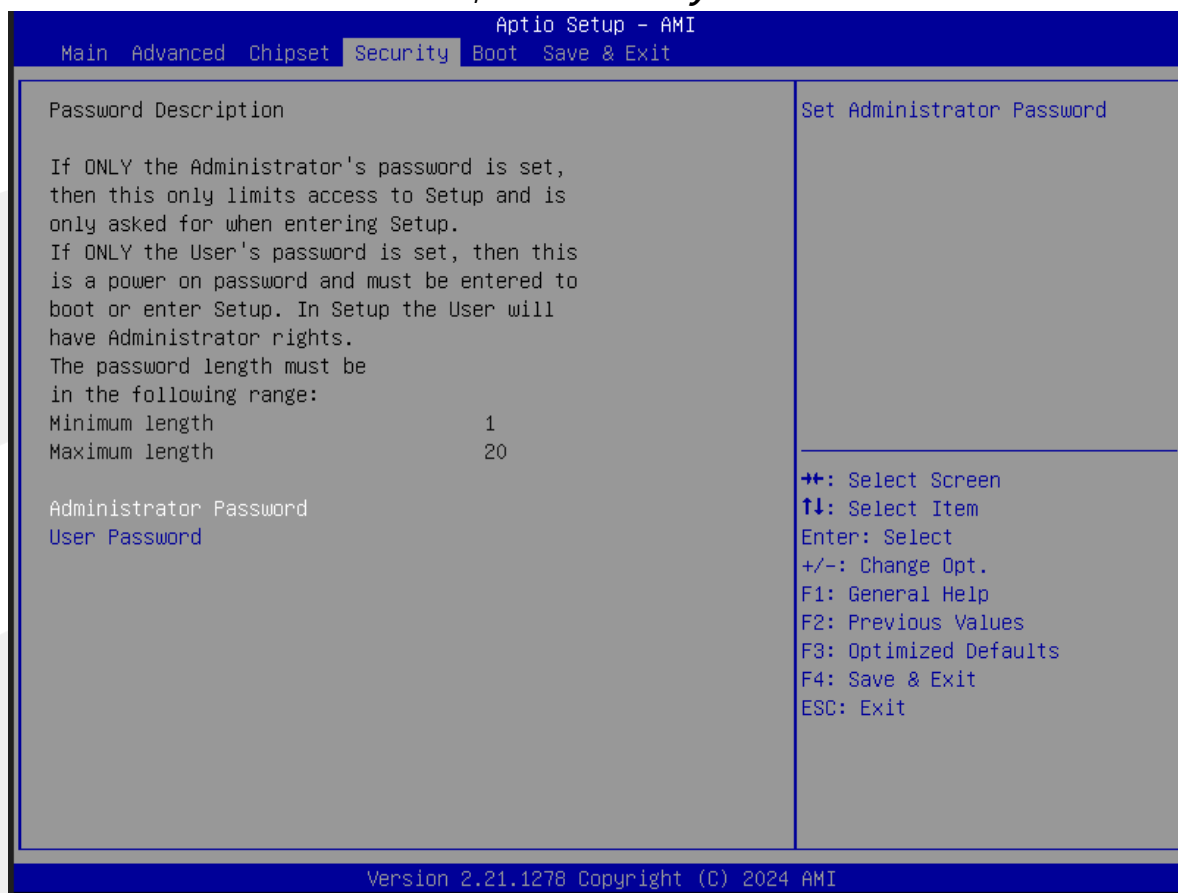 Aptio Setup – AMI
Main Advanced Chipset Security Boot Save & Exit
Password Description
If ONLY the Administrator's password is set,
then this only limits access to Setup and is
only asked for when entering Setup.
If ONLY the User's password is set, then this
is a power on password and must be entered to
boot or enter Setup. In Setup the User will
have Administrator rights.
The password length must be
in the following range:
Minimum length 1
Maximum length 20
Administrator Password
User Password
Set Administrator Password
→←: Select Screen
↑↓: Select Item
Enter: Select
+/-: Change Opt.
F1: General Help
F2: Previous Values
F3: Optimized Defaults
F4: Save & Exit
ESC: Exit
Version 2.21.1278 Copyright (C) 2024 AMI